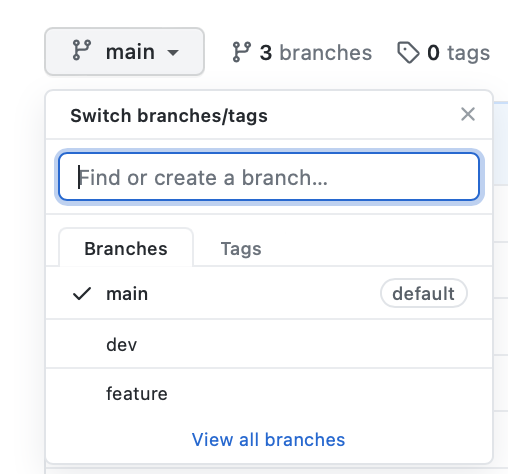 main 3 branches 0 tags
Switch branches/tags
Find or create a branch...
Branches Tags
main default
dev
feature
View all branches